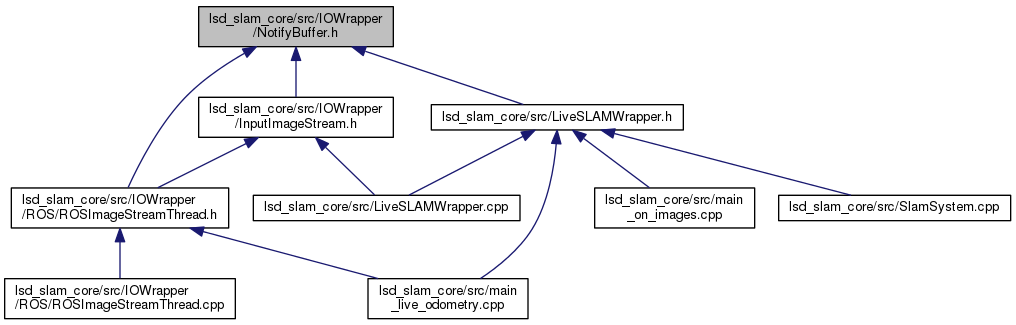 lsd_slam_core/src/IOWrapper
/NotifyBuffer.h
lsd_slam_core/src/IOWrapper
/InputImageStream.h
lsd_slam_core/src/LiveSLAMWrapper.h
lsd_slam_core/src/IOWrapper
/ROS/ROSImageStreamThread.h
lsd_slam_core/src/LiveSLAMWrapper.cpp
lsd_slam_core/src/main
_on_images.cpp
lsd_slam_core/src/SlamSystem.cpp
lsd_slam_core/src/IOWrapper
/ROS/ROSImageStreamThread.cpp
lsd_slam_core/src/main
_live_odometry.cpp